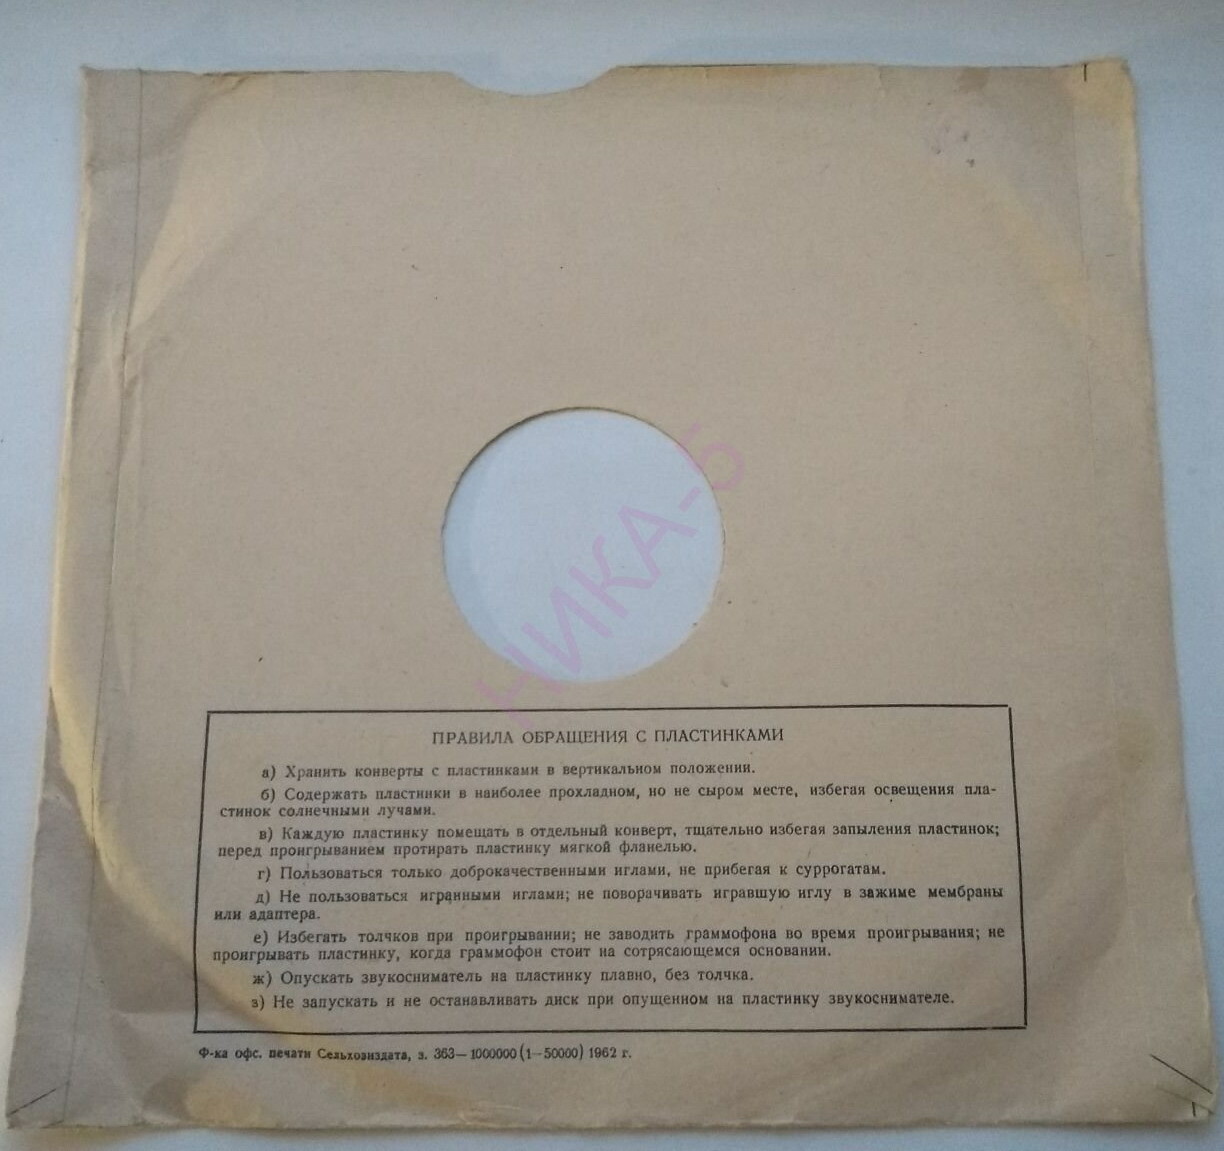 НИКА-5
ПРАВИЛА ОБРАЩЕНИЯ С ПЛАСТИНКАМИ
а) Хранить конверты с пластинками в вертикальном положении.
б) Содержать пластинки в наиболее прохладном, но не сыром месте, избегая освещения пла-
стинок солнечными лучами.
в) Каждую пластинку помещать в отдельный конверт, тщательно избегая запыления пластинок;
перед проигрыванием протирать пластинку мягкой фланелью.
г) Пользоваться только доброкачественными иглами, не прибегая к суррогатам.
д) Не пользоваться игранными иглами; не поворачивать игравшую иглу в зажиме мембраны
или адаптера.
е) Избегать толчков при проигрывании; не заводить граммофона во время проигрывания; не
проигрывать пластинку, когда граммофон стоит на сотрясающемся основании.
ж) Опускать звукосниматель на пластинку плавно, без толчка.
з) Не запускать и не останавливать диск при опущенном на пластинку звукоснимателе.
Ф-ка офс. печати Сельхозиздата, з. 363—1000000 (1—50000) 1962 г.